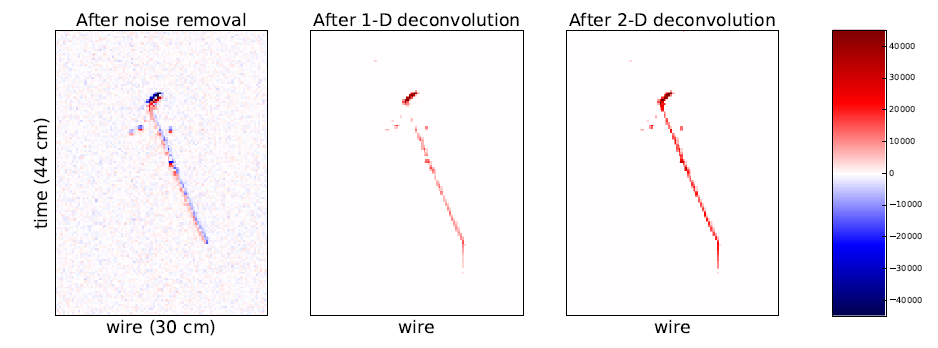 After noise removal
After 1-D deconvolution
After 2-D deconvolution
time (44 cm)
wire (30 cm)
wire
wire
40000
30000
20000
10000
0
−10000
−20000
−30000
−40000